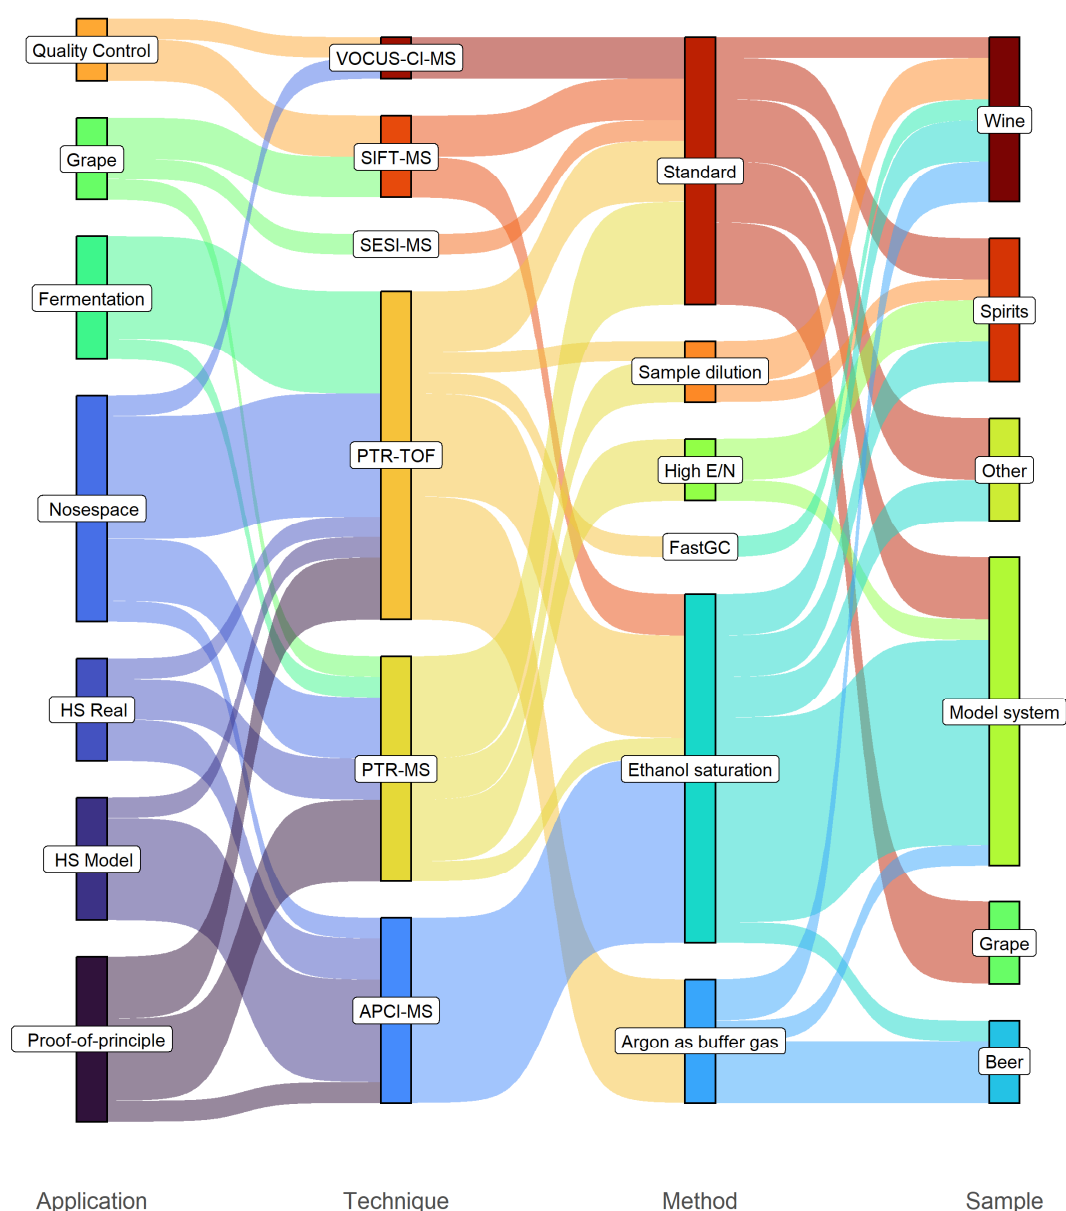 Quality Control
Grape
Fermentation
Nosespace
HS Real
HS Model
Proof-of-principle
VOCUS-CI-MS
SIFT-MS
SESI-MS
PTR-TOF
PTR-MS
APCI-MS
Standard
Sample dilution
High E/N
FastGC
Ethanol saturation
Argon as buffer gas
Wine
Spirits
Other
Model system
Grape
Beer
Application
Technique
Method
Sample